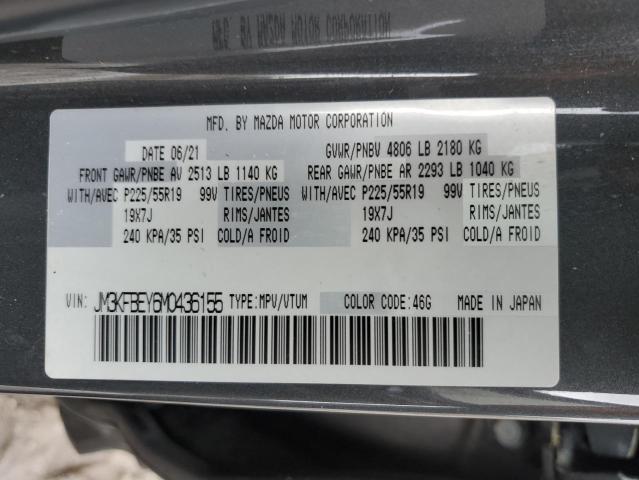 MFD. BY MAZDA MOTOR CORPORATION
DATE 06/21 GVWR/PNBV 4806 LB 2180 KG
FRONT GAWR/PNBE AV 2513 LB 1140 KG REAR GAWR/PNBE AR 2293 LB 1040 KG
WITH/AVEC P225/55R19 99V TIRES/PNEUS WITH/AVEC P225/55R19 99V TIRES/PNEUS
19X7J RIMS/JANTES 19X7J RIMS/JANTES
240 KPA/35 PSI COLD/A FROID 240 KPA/35 PSI COLD/A FROID
VIN: JM3KFBEY6M0436155 TYPE:MPV/VTUM COLOR CODE:46G MADE IN JAPAN